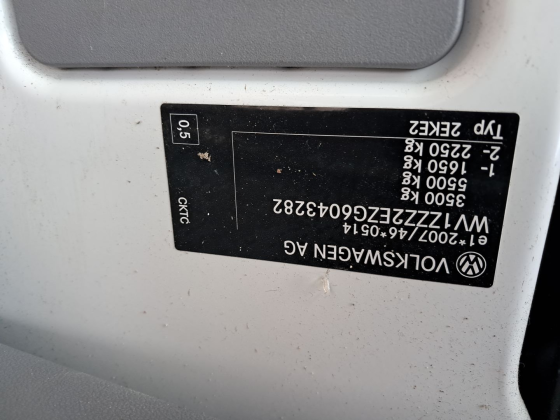 VOLKSWAGEN AG
e1*2007/46*0514
WV1ZZZ2EZG6043282
3500 kg
5500 kg
1- 1650 kg
2- 2250 kg
Typ 2EKE2
CKTC
0,5